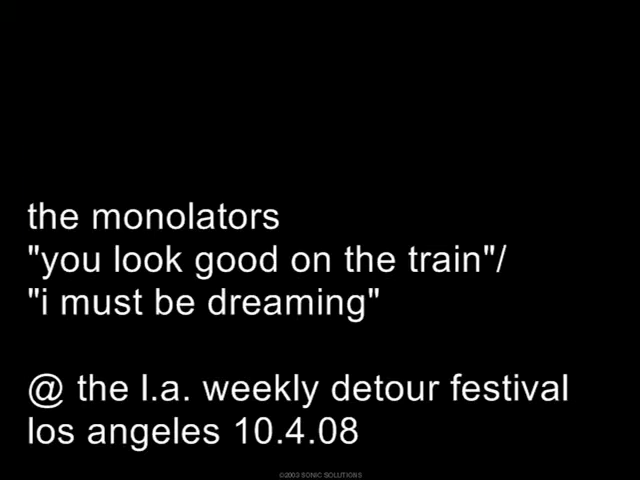 the monolators
"you look good on the train"/
"i must be dreaming"
@ the l.a. weekly detour festival
los angeles 10.4.08
©2003 SONIC SOLUTIONS